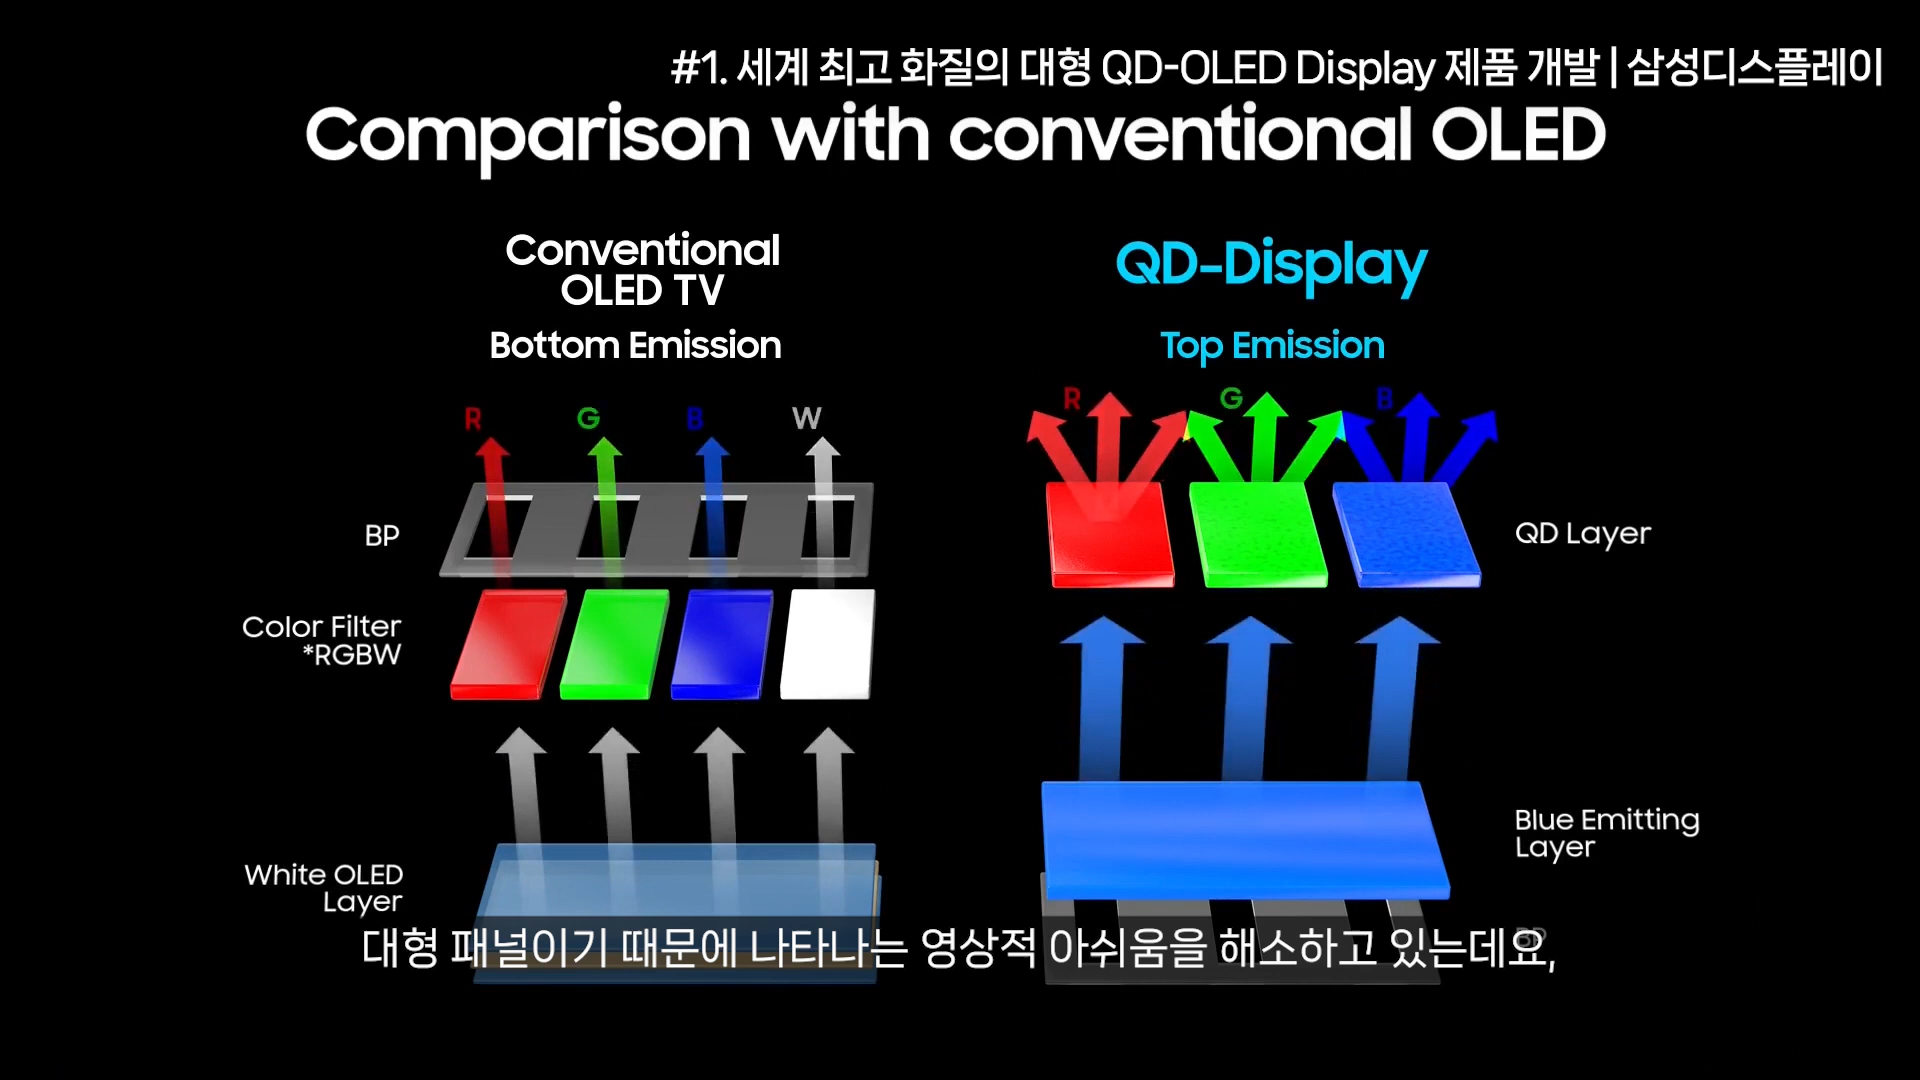 #1. 세계 최고 화질의 대형 QD-OLED Display 제품 개발 | 삼성디스플레이
Comparison with conventional OLED
Conventional
OLED TV
Bottom Emission
R G B W
BP
Color Filter
*RGBW
White OLED
Layer
QD-Display
Top Emission
R G B
QD Layer
Blue Emitting
Layer
BP
대형 패널이기 때문에 나타나는 영상적 아쉬움을 해소하고 있는데요,